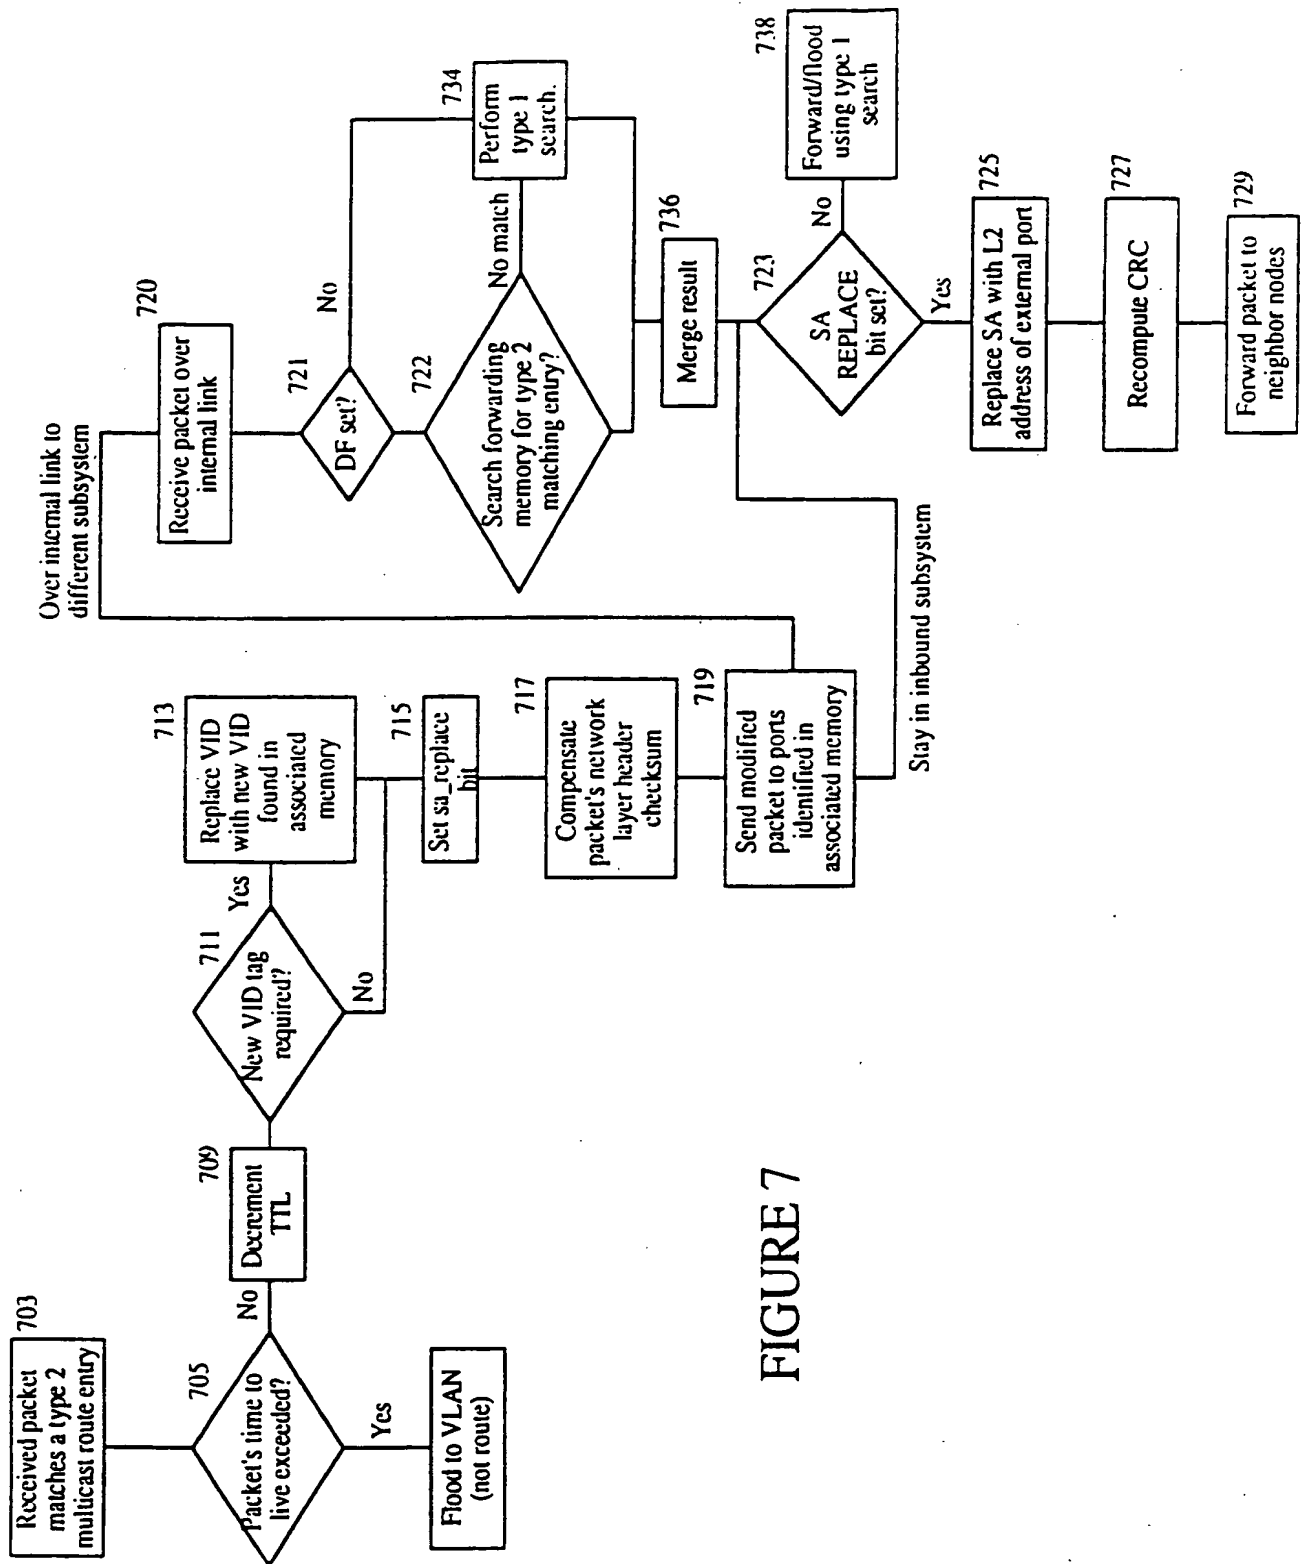 703
Received packet
matches a type 2
multicast route entry
705
Packet's time to
live exceeded?
Yes
Flood to VLAN
(not route)
No
709
Decrement
TTL
711
New VID tag
required?
Yes
No
713
Replace VID
with new VID
found in
associated
memory
715
Set sa_replace
bit
717
Compensate
packet's network
layer header
checksum
719
Send modified
packet to ports
identified in
associated memory
Over internal link to
different subsystem
Stay in inbound subsystem
720
Receive packet over
internal link
721
DF set?
No
722
Search forwarding
memory for type 2
matching entry?
No match
734
Perform
type 1
search.
736
Merge result
723
SA
REPLACE
bit set?
No
738
Forward/flood
using type 1
search
Yes
725
Replace SA with L2
address of external port
727
Recompute CRC
729
Forward packet to
neighbor nodes
FIGURE 7